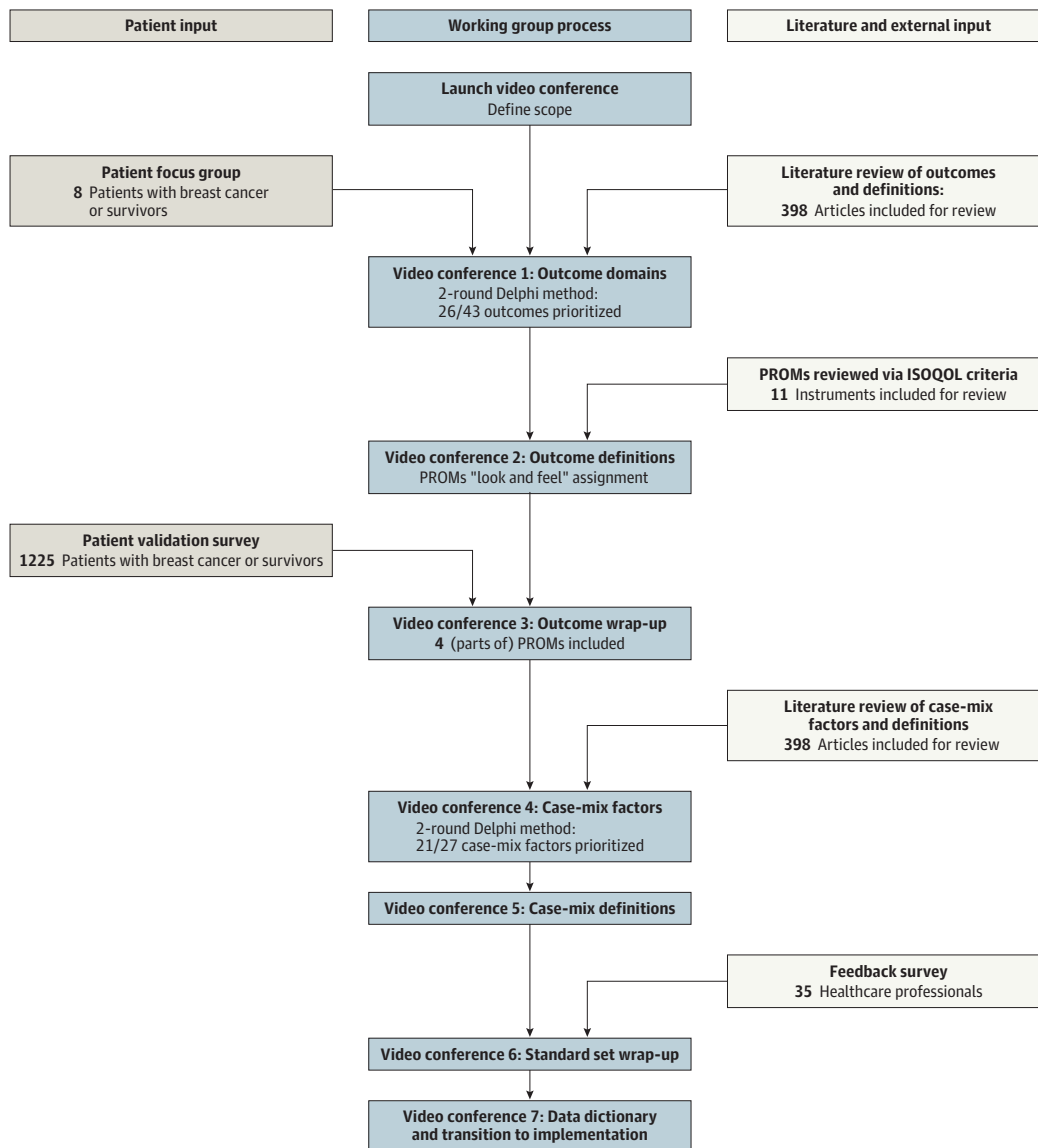 Patient input
Working group process
Literature and external input
Launch video conference
Define scope
Patient focus group
8 Patients with breast cancer
or survivors
Literature review of outcomes
and definitions:
398 Articles included for review
Video conference 1: Outcome domains
2-round Delphi method:
26/43 outcomes prioritized
PROMs reviewed via ISOQOL criteria
11 Instruments included for review
Video conference 2: Outcome definitions
PROMs "look and feel" assignment
Patient validation survey
1225 Patients with breast cancer or survivors
Video conference 3: Outcome wrap-up
4 (parts of) PROMs included
Literature review of case-mix
factors and definitions
398 Articles included for review
Video conference 4: Case-mix factors
2-round Delphi method:
21/27 case-mix factors prioritized
Video conference 5: Case-mix definitions
Feedback survey
35 Healthcare professionals
Video conference 6: Standard set wrap-up
Video conference 7: Data dictionary
and transition to implementation